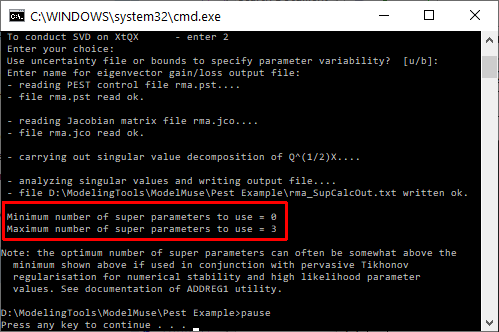 C:\WINDOWS\system32\cmd.exe
To conduct SVD on XtQX     - enter 2
Enter your choice:
Use uncertainty file or bounds to specify parameter variability?  [u/b]:
Enter name for eigenvector gain/loss output file:
- reading PEST control file rma.pst....
- file rma.pst read ok.
- reading Jacobian matrix file rma.jco....
- file rma.jco read ok.
- carrying out singular value decomposition of Q^(1/2)X....
- analyzing singular values and writing output file....
- file D:\ModelingTools\ModelMuse\Pest Example\rma_SupCalcOut.txt written ok.
Minimum number of super parameters to use = 0
Maximum number of super parameters to use = 3
Note: the optimum number of super parameters can often be somewhat above the
minimum shown above if used in conjunction with pervasive Tikhonov
regularisation for numerical stability and high likelihood parameter
values. See documentation of ADDREG1 utility.
D:\ModelingTools\ModelMuse\Pest Example>pause
Press any key to continue . . .